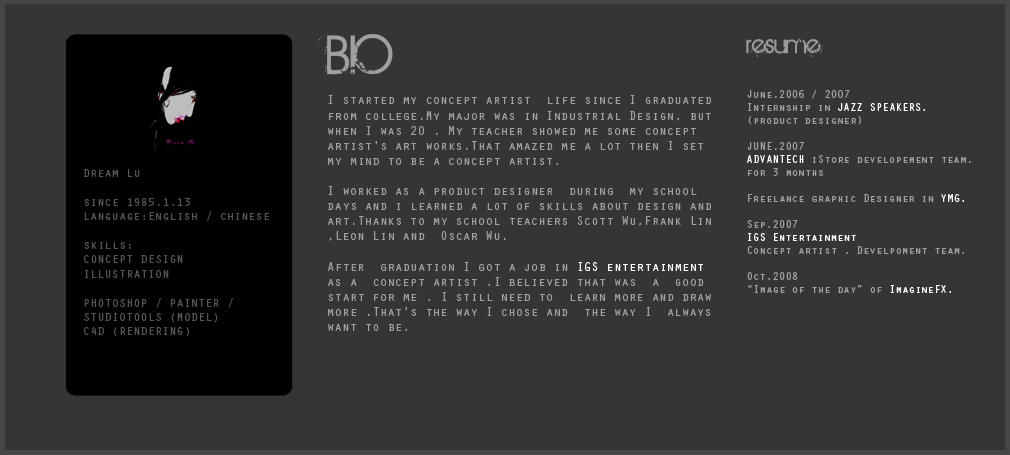 Dream Lu
since 1985.1.13
Language:English / chinese
skills:
concept design
illustration
photoshop / painter /
studiotools (model)
c4d (rendering)
BIO
I started my concept artist life since I graduated
from college.My major was in Industrial Design, but
when I was 20 . My teacher showed me some concept
artist's art works.That amazed me a lot then I set
my mind to be a concept artist.
I worked as a product designer during my school
days and i learned a lot of skills about design and
art.Thanks to my school teachers Scott Wu,Frank Lin
,Leon Lin and Oscar Wu.
After graduation I got a job in IGS entertainment
as a concept artist .I believed that was a good
start for me . I still need to learn more and draw
more .That's the way I chose and the way I always
want to be.
resume
June.2006 / 2007
Internship in JAZZ SPEAKERS.
(product designer)
JUNE.2007
ADVANTECH iStore developement team.
for 3 months
Freelance graphic Designer in YMG.
Sep.2007
IGS Entertainment
Concept artist , Develpoment team.
Oct.2008
"Image of the day" of ImagineFX.